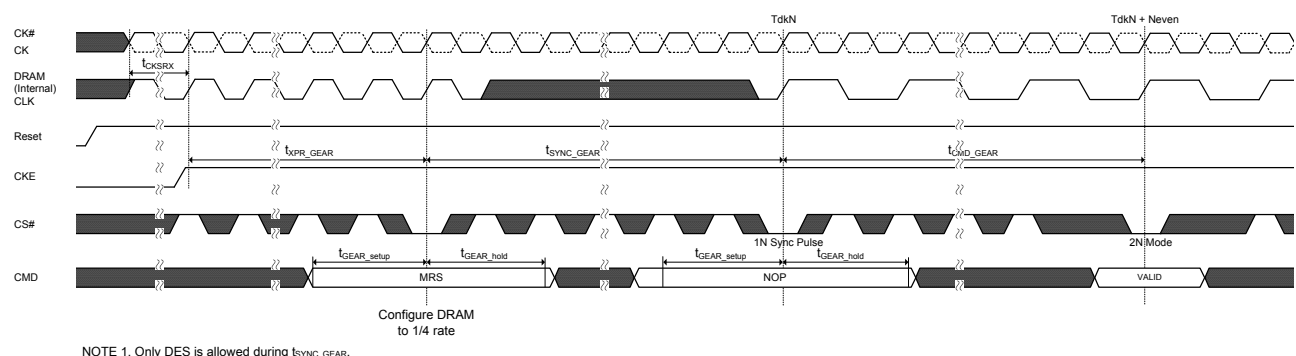 TdkN
TdkN + Neven
CK#
CK
tCKSRX
DRAM
(Internal)
CLK
Reset
tXPR_GEAR
tSYNC_GEAR
tCMD_GEAR
CKE
CS#
1N Sync Pulse
2N Mode
tGEAR_setup
tGEAR_hold
tGEAR_setup
tGEAR_hold
CMD
MRS
NOP
VALID
Configure DRAM
to 1/4 rate
NOTE 1. Only DES is allowed during tSYNC_GEAR.